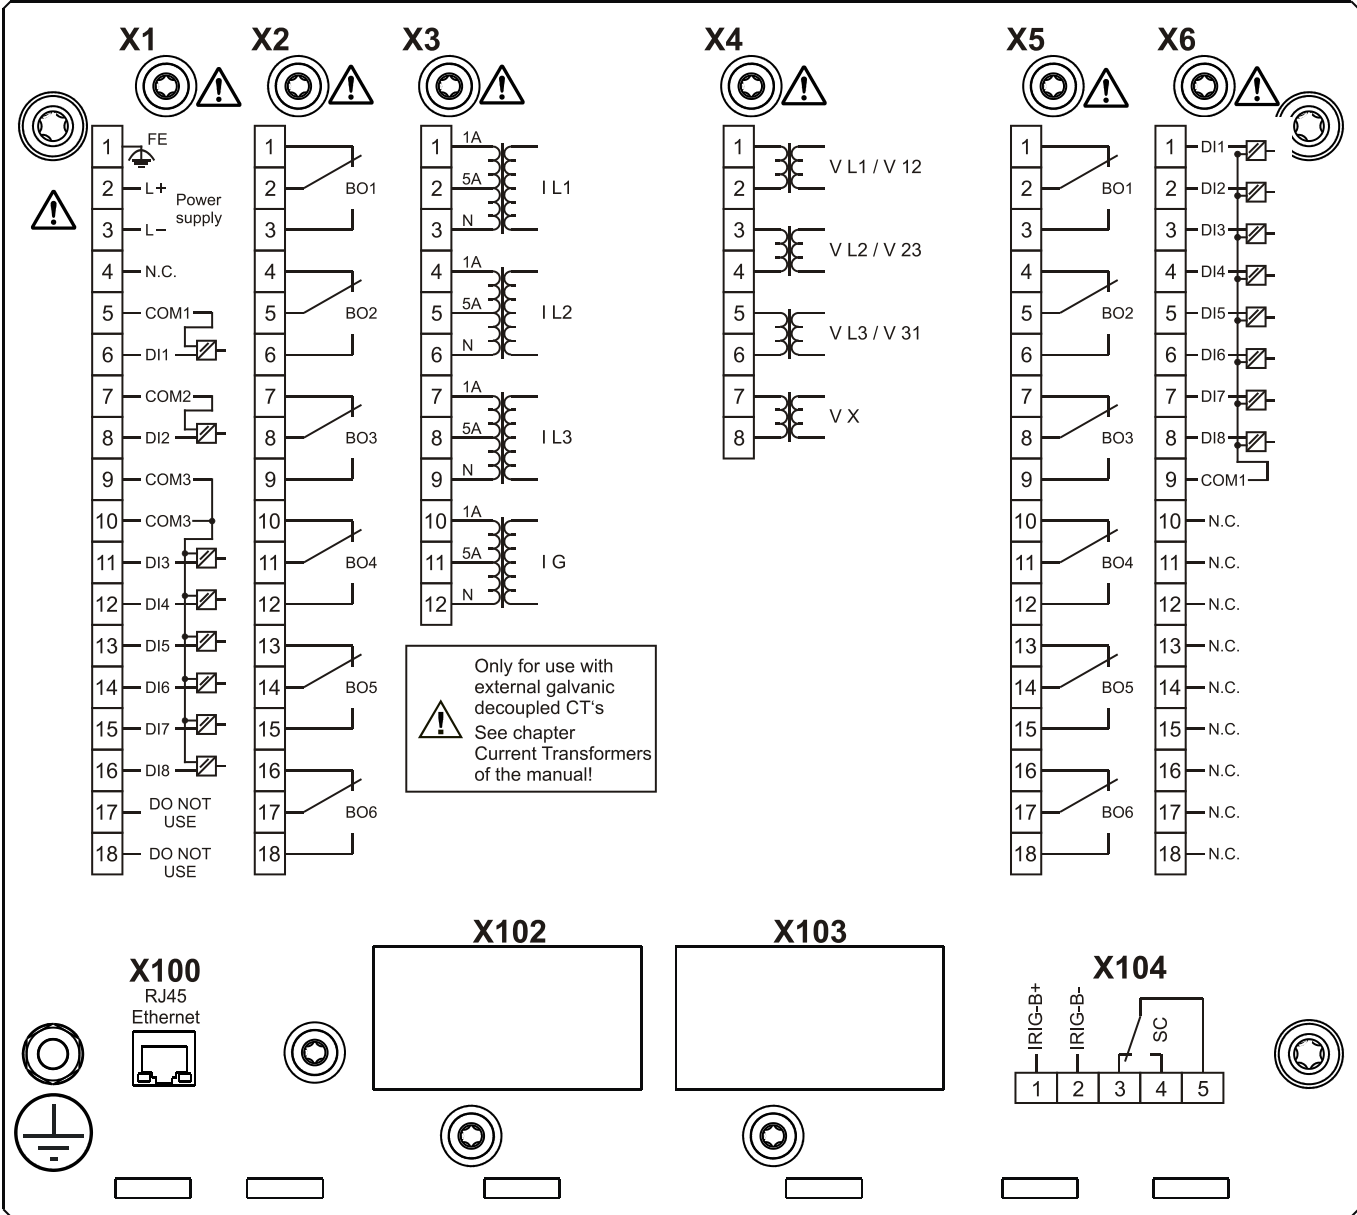 X1
X2
X3
X4
X5
X6
1 FE
2 L+
Power
supply
3 L−
4 N.C.
5 COM1
6 DI1
7 COM2
8 DI2
9 COM3
10 COM3
11 DI3
12 DI4
13 DI5
14 DI6
15 DI7
16 DI8
17 DO NOT
USE
18 DO NOT
USE
1
2 BO1
3
4
5 BO2
6
7
8 BO3
9
10
11 BO4
12
13
14 BO5
15
16
17 BO6
18
1 1A
2 5A I L1
3 N
4 1A
5 5A I L2
6 N
7 1A
8 5A I L3
9 N
10 1A
11 5A I G
12 N
Only for use with
external galvanic
decoupled CT‘s
See chapter
Current Transformers
of the manual!
1
V L1 / V 12
2
3
V L2 / V 23
4
5
V L3 / V 31
6
7
V X
8
1
2 BO1
3
4
5 BO2
6
7
8 BO3
9
10
11 BO4
12
13
14 BO5
15
16
17 BO6
18
1 DI1
2 DI2
3 DI3
4 DI4
5 DI5
6 DI6
7 DI7
8 DI8
9 COM1
10 N.C.
11 N.C.
12 N.C.
13 N.C.
14 N.C.
15 N.C.
16 N.C.
17 N.C.
18 N.C.
X100
RJ45
Ethernet
X102
X103
X104
IRIG-B+
IRIG-B-
SC
1 2 3 4 5